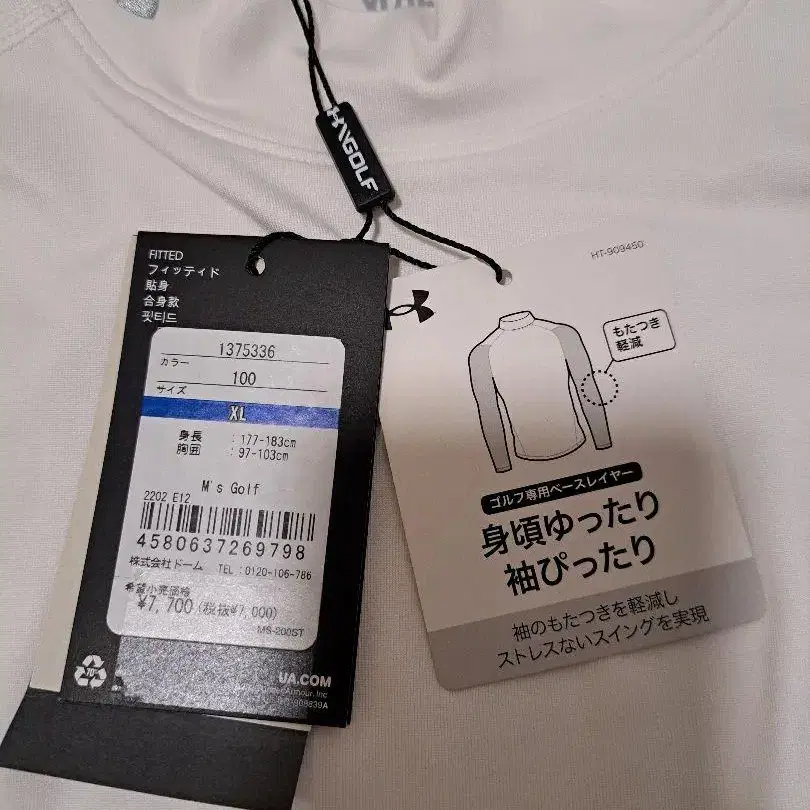 GOLF
FITTED
フィッティド
貼身
合身款
핏티드
1375336
カラー
100
サイズ
XL
身長 : 177-183cm
胸囲 : 97-103cm
M's Golf
2202 E12
4580637269798
株式会社ドーム TEL:0120-106-786
希望小売価格
¥7,700(税抜¥7,000)
MS-200ST
70%
UA.COM
HT-909450
もたつき
軽減
ゴルフ専用ベースレイヤー
身頃ゆったり
袖ぴったり
袖のもたつきを軽減し
ストレスないスイングを実現